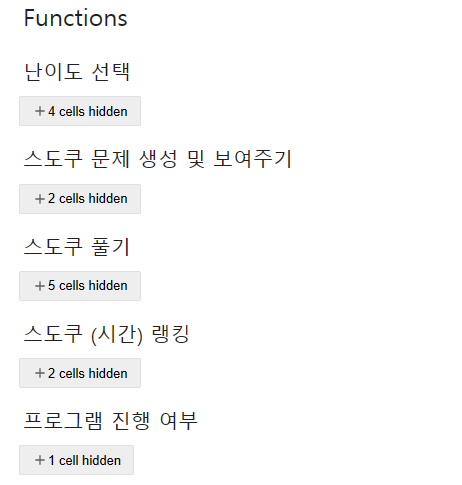 Functions
난이도 선택
+ 4 cells hidden
스도쿠 문제 생성 및 보여주기
+ 2 cells hidden
스도쿠 풀기
+ 5 cells hidden
스도쿠 (시간) 랭킹
+ 2 cells hidden
프로그램 진행 여부
+ 1 cell hidden